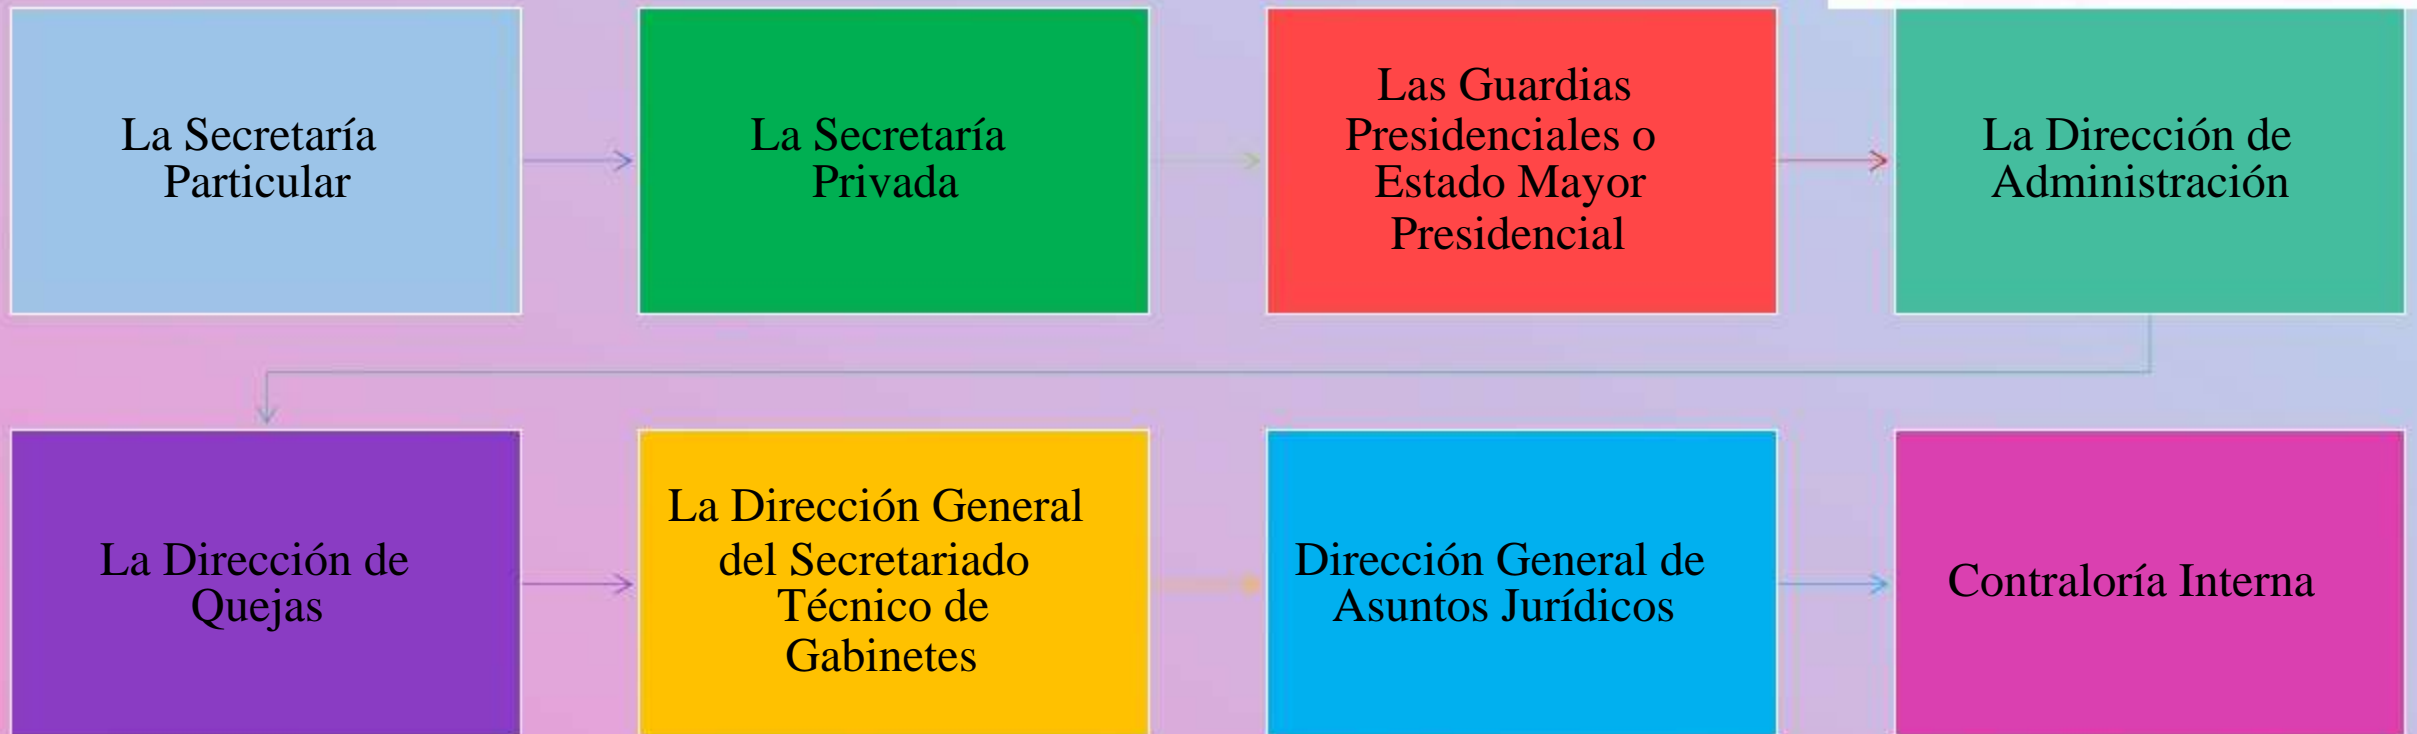 La Secretaría
Particular
La Secretaría
Privada
Las Guardias
Presidenciales o
Estado Mayor
Presidencial
La Dirección de
Administración
La Dirección de
Quejas
La Dirección General
del Secretariado
Técnico de
Gabinetes
Dirección General de
Asuntos Jurídicos
Contraloría Interna